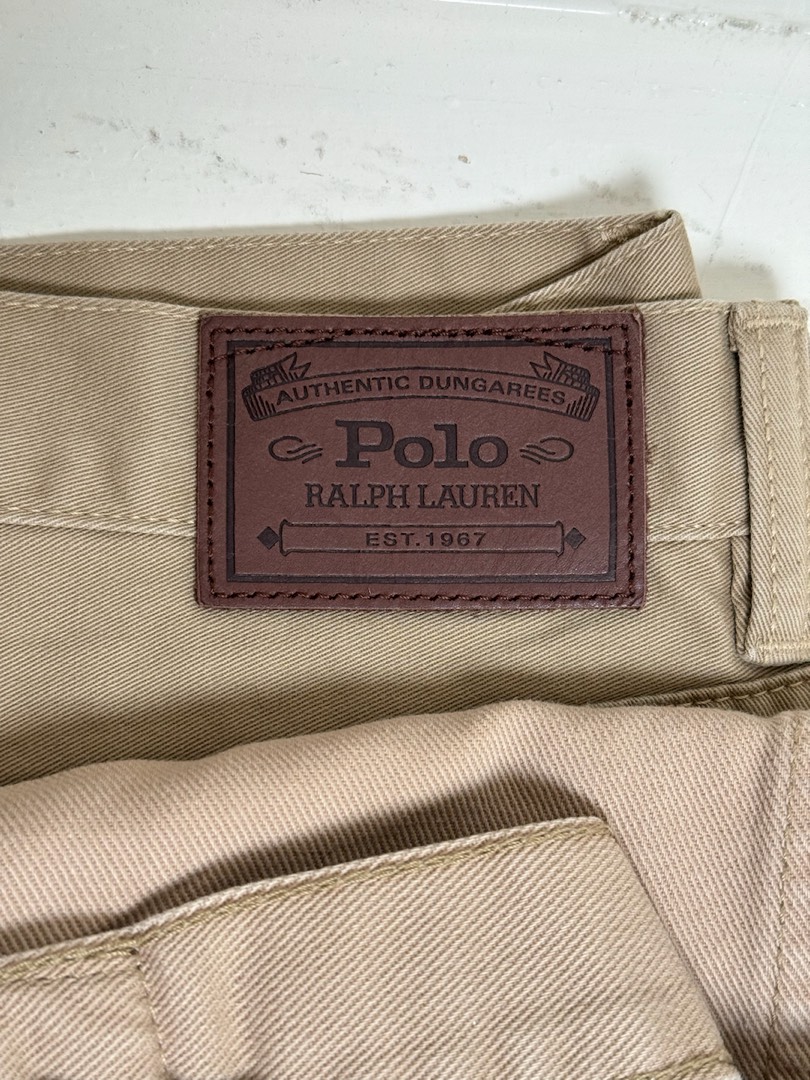 AUTHENTIC DUNGAREES
Polo
RALPH LAUREN
EST. 1967